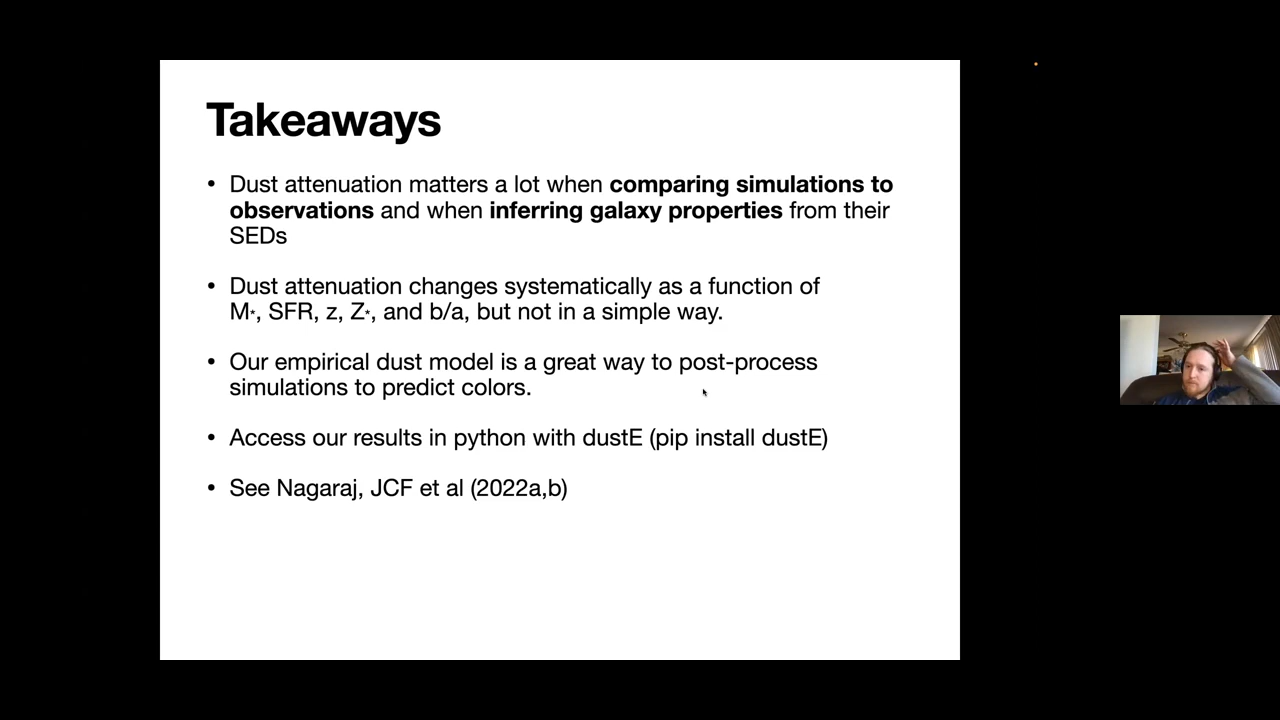 Takeaways
• Dust attenuation matters a lot when comparing simulations to
observations and when inferring galaxy properties from their
SEDs
• Dust attenuation changes systematically as a function of
M*, SFR, z, Z*, and b/a, but not in a simple way.
• Our empirical dust model is a great way to post-process
simulations to predict colors.
• Access our results in python with dustE (pip install dustE)
• See Nagaraj, JCF et al (2022a,b)